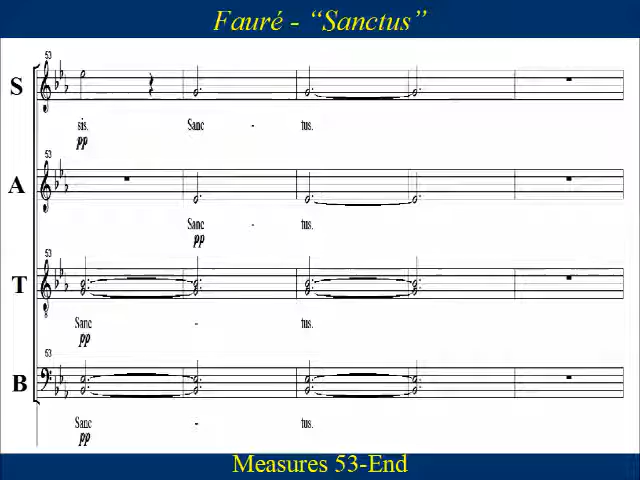 Fauré - “Sanctus”
53
S
sis. Sanc - tus.
pp
53
A
Sanc - tus.
pp
53
T
8
Sanc - tus.
pp
53
B
Sanc - tus.
pp
Measures 53-End